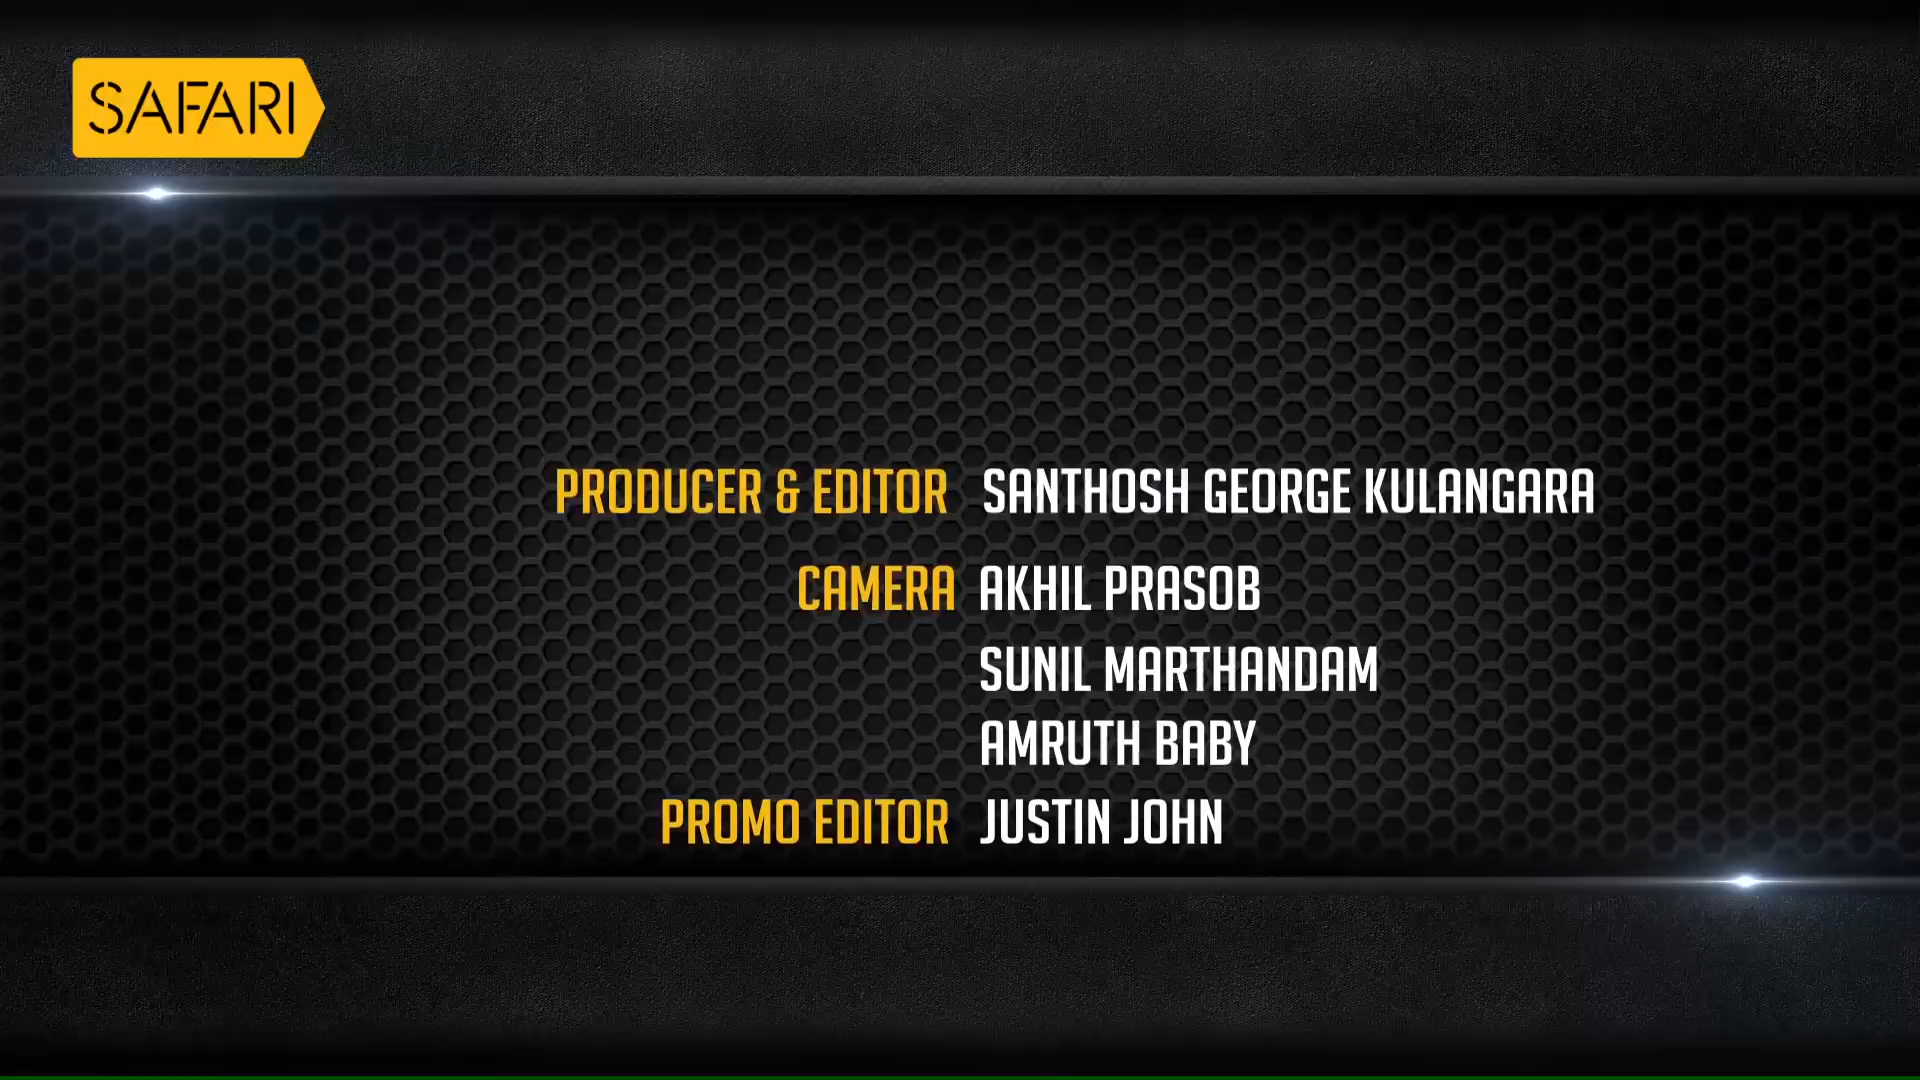 SAFARI
PRODUCER & EDITOR SANTHOSH GEORGE KULANGARA
CAMERA AKHIL PRASOB
SUNIL MARTHANDAM
AMRUTH BABY
PROMO EDITOR JUSTIN JOHN